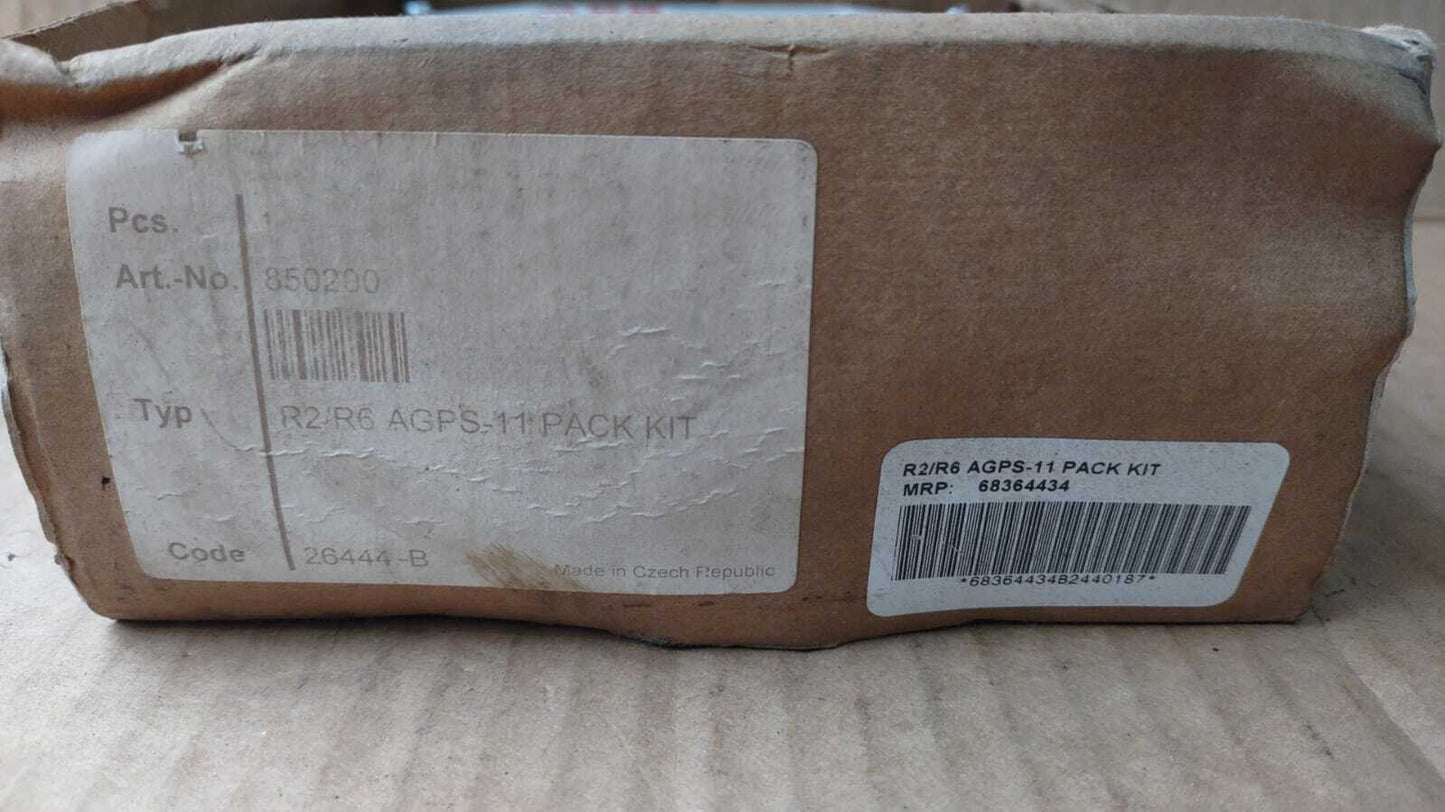 Pcs. 1
Art.-No. 850200
Typ R2/R6 AGPS-11 PACK KIT
Code 26444-B
Made in Czech Republic
R2/R6 AGPS-11 PACK KIT
MRP: 68364434
*68364434B2440187*